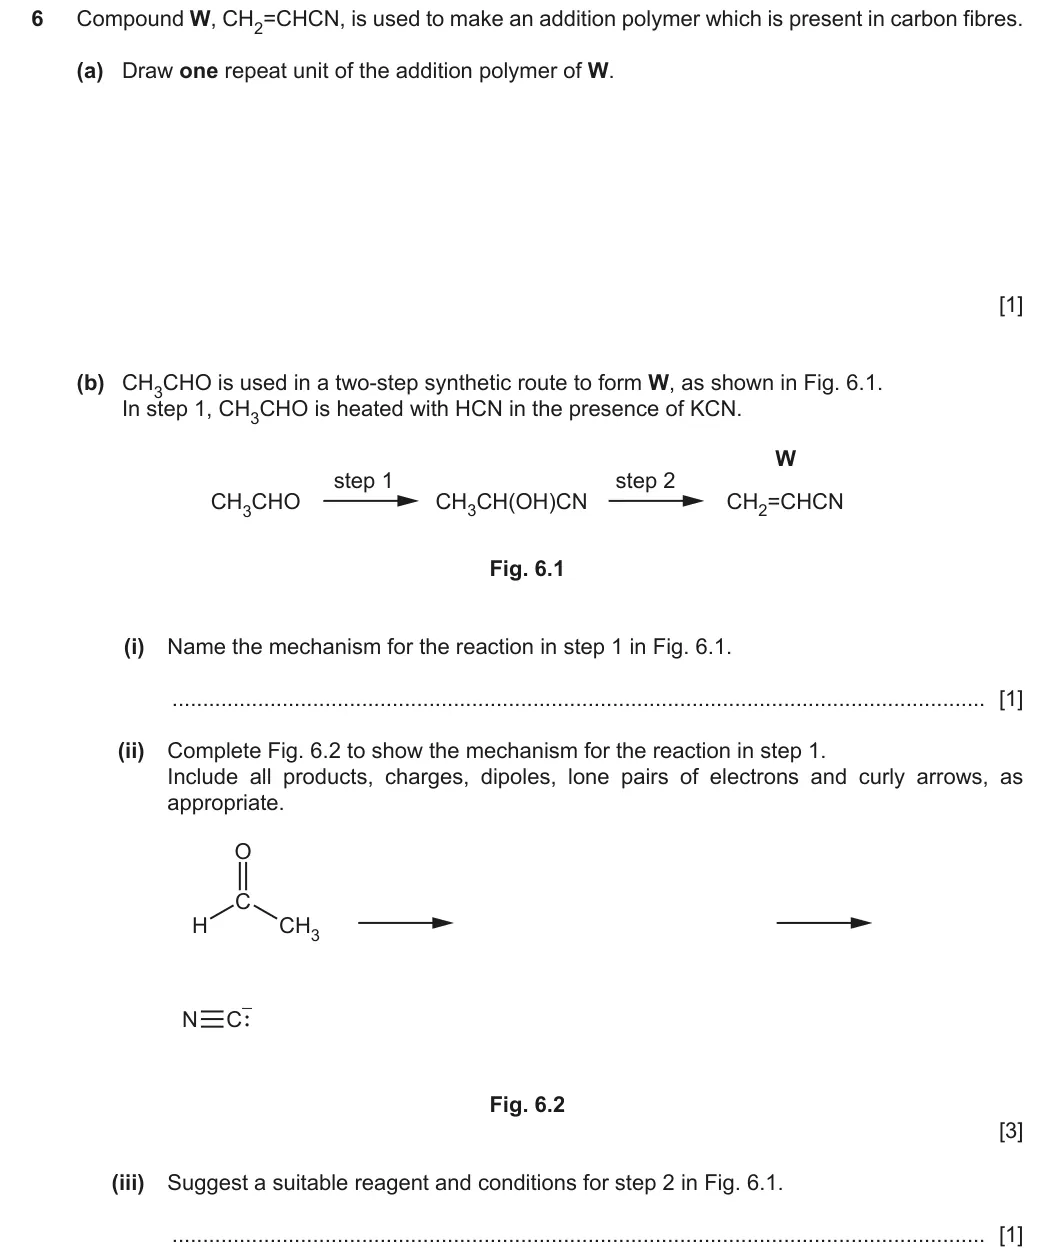 6 Compound W, CH₂=CHCN, is used to make an addition polymer which is present in carbon fibres.
(a) Draw one repeat unit of the addition polymer of W.
[1]
(b) CH₃CHO is used in a two-step synthetic route to form W, as shown in Fig. 6.1.
In step 1, CH₃CHO is heated with HCN in the presence of KCN.
W
step 1 step 2
CH₃CHO CH₃CH(OH)CN CH₂=CHCN
Fig. 6.1
(i) Name the mechanism for the reaction in step 1 in Fig. 6.1.
.......................................................................................................................................... [1]
(ii) Complete Fig. 6.2 to show the mechanism for the reaction in step 1.
Include all products, charges, dipoles, lone pairs of electrons and curly arrows, as
appropriate.
O
C
H CH₃
N≡C:⁻
Fig. 6.2
[3]
(iii) Suggest a suitable reagent and conditions for step 2 in Fig. 6.1.
.......................................................................................................................................... [1]